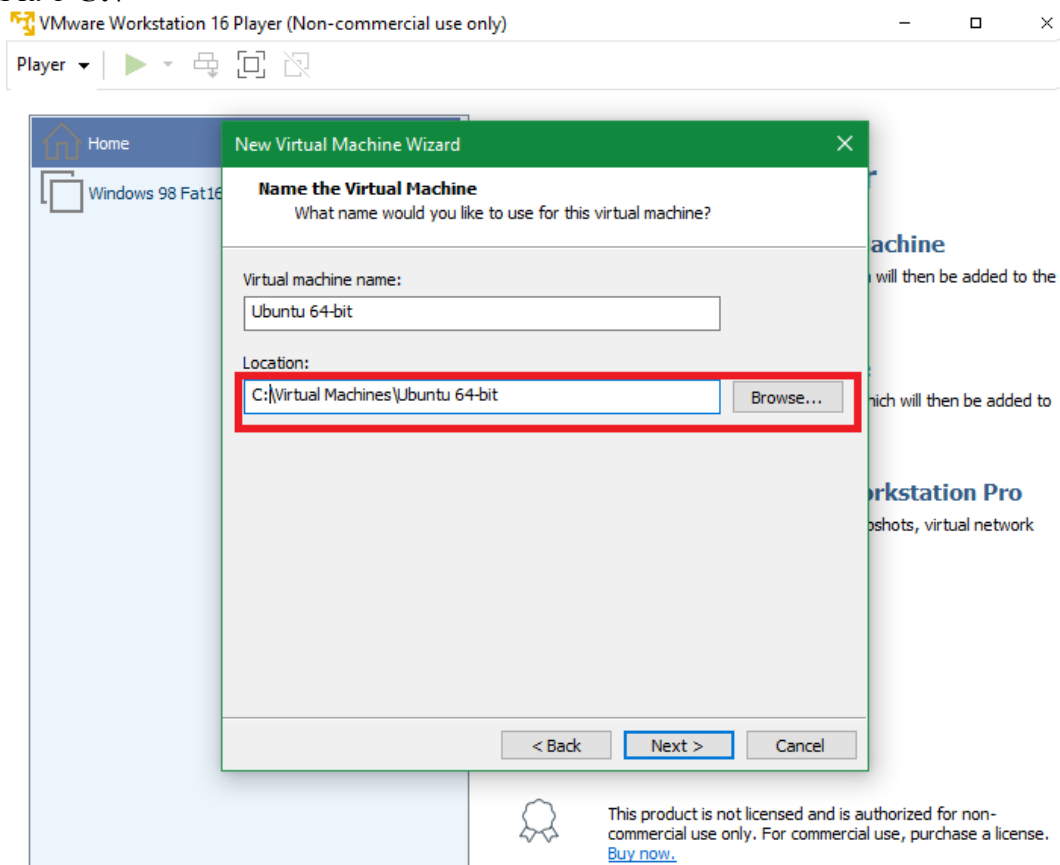 VMware Workstation 16 Player (Non-commercial use only)
Player
Home
Windows 98 Fat16
New Virtual Machine Wizard
Name the Virtual Machine
What name would you like to use for this virtual machine?
achine
will then be added to the
Virtual machine name:
Ubuntu 64-bit
Location:
C:\Virtual Machines\Ubuntu 64-bit
Browse...
hich will then be added to
rkstation Pro
pshots, virtual network
< Back
Next >
Cancel
This product is not licensed and is authorized for non-
commercial use only. For commercial use, purchase a license.
Buy now.